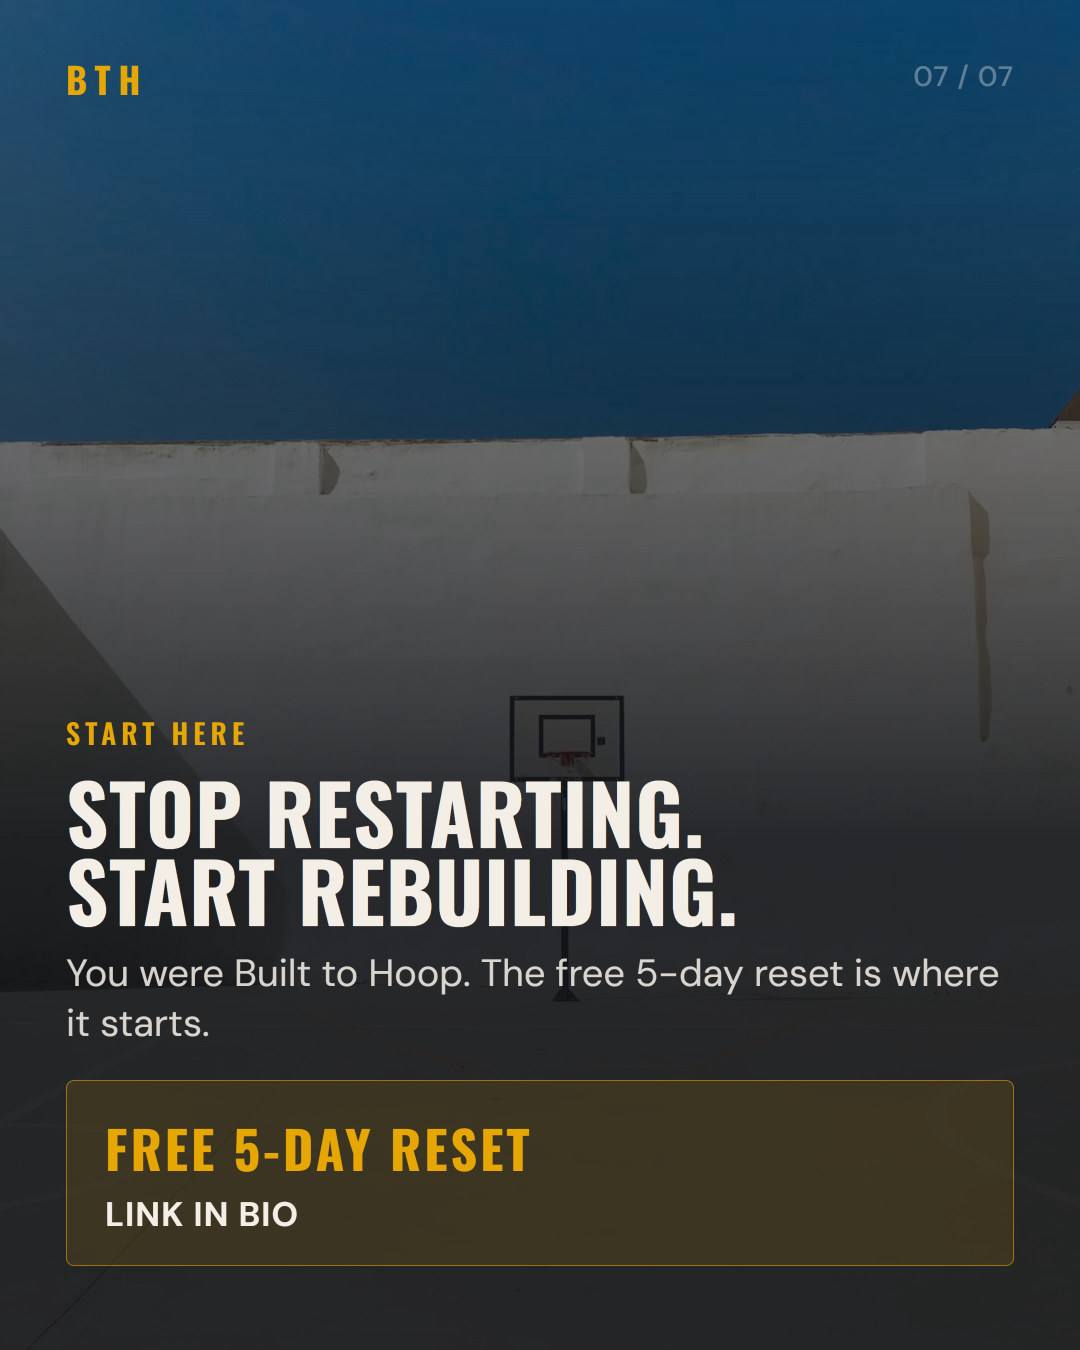 BTH
07 / 07
START HERE
STOP RESTARTING.
START REBUILDING.
You were Built to Hoop. The free 5-day reset is where
it starts.
FREE 5-DAY RESET
LINK IN BIO